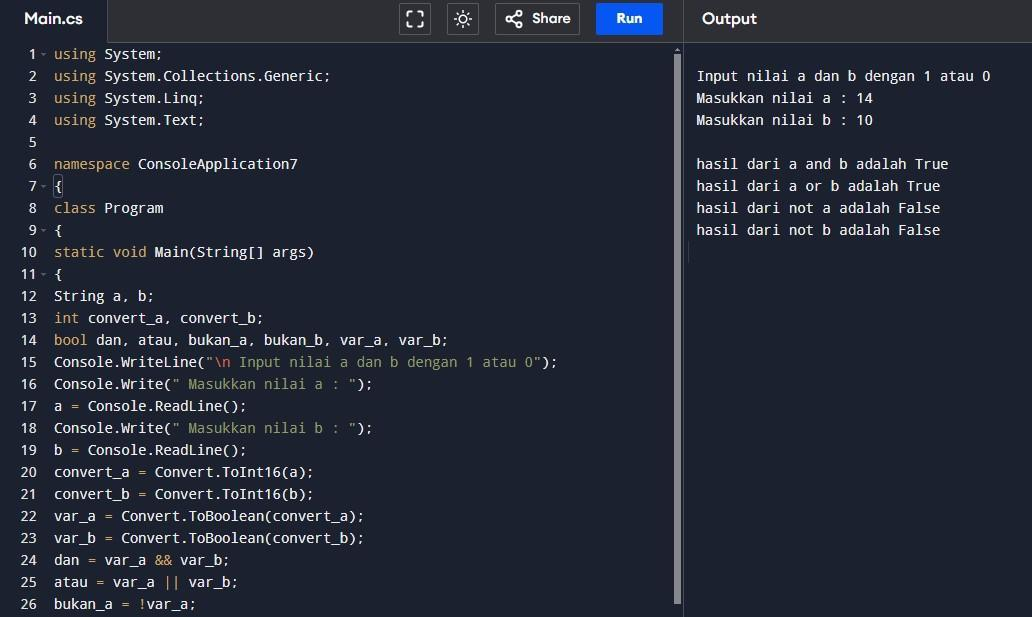 Main.cs
Share
Run
Output
1 using System;
2 using System.Collections.Generic;
3 using System.Linq;
4 using System.Text;
5
6 namespace ConsoleApplication7
7 {
8 class Program
9 {
10 static void Main(String[] args)
11 {
12 String a, b;
13 int convert_a, convert_b;
14 bool dan, atau, bukan_a, bukan_b, var_a, var_b;
15 Console.WriteLine("\n Input nilai a dan b dengan 1 atau 0");
16 Console.Write(" Masukkan nilai a : ");
17 a = Console.ReadLine();
18 Console.Write(" Masukkan nilai b : ");
19 b = Console.ReadLine();
20 convert_a = Convert.ToInt16(a);
21 convert_b = Convert.ToInt16(b);
22 var_a = Convert.ToBoolean(convert_a);
23 var_b = Convert.ToBoolean(convert_b);
24 dan = var_a && var_b;
25 atau = var_a || var_b;
26 bukan_a = !var_a;
Input nilai a dan b dengan 1 atau 0
Masukkan nilai a : 14
Masukkan nilai b : 10
hasil dari a and b adalah True
hasil dari a or b adalah True
hasil dari not a adalah False
hasil dari not b adalah False